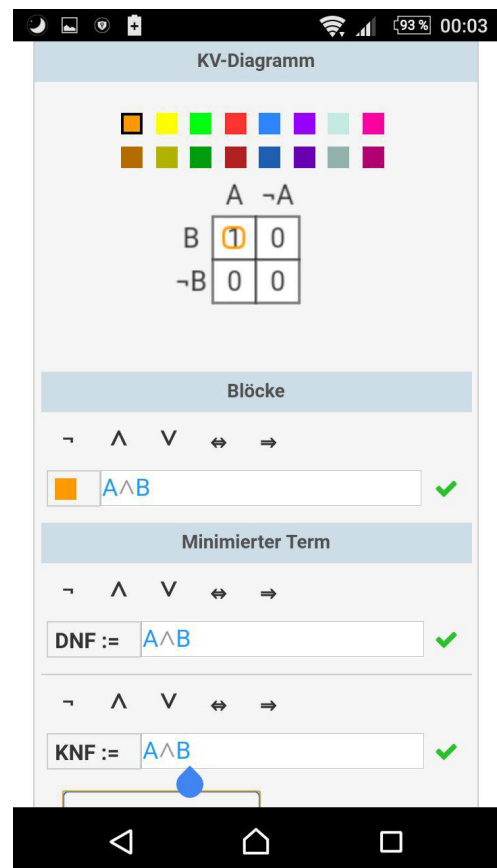 93 % 00:03
KV-Diagramm
A ¬A
B 1 0
¬B 0 0
Blöcke
¬ ∧ ∨ ⇔ ⇒
A∧B
Minimierter Term
¬ ∧ ∨ ⇔ ⇒
DNF := A∧B
¬ ∧ ∨ ⇔ ⇒
KNF := A∧B